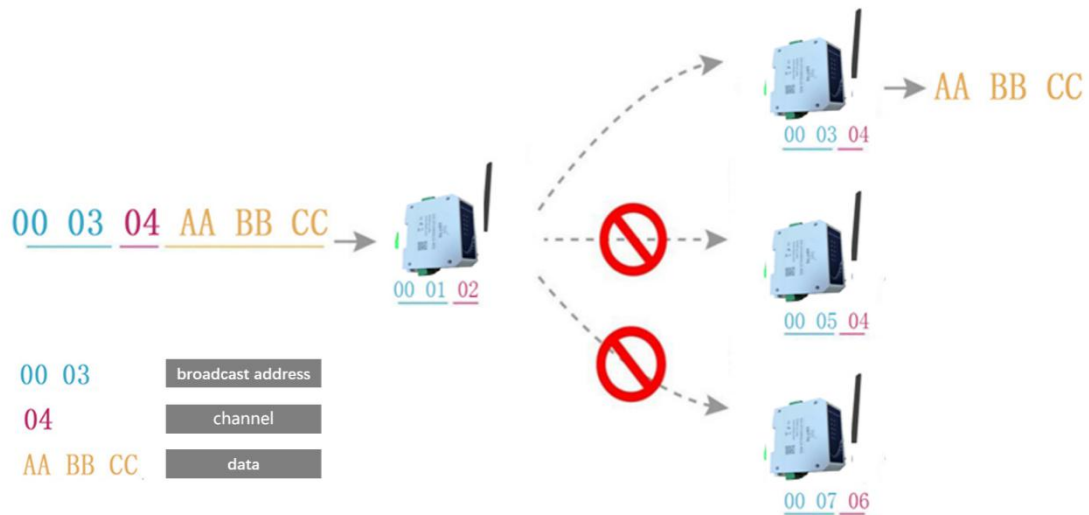 00 03 04
AA BB CC
00 03 04 AA BB CC
00 01 02
00 05 04
00 03 broadcast address
04 channel
AA BB CC data
00 07 06